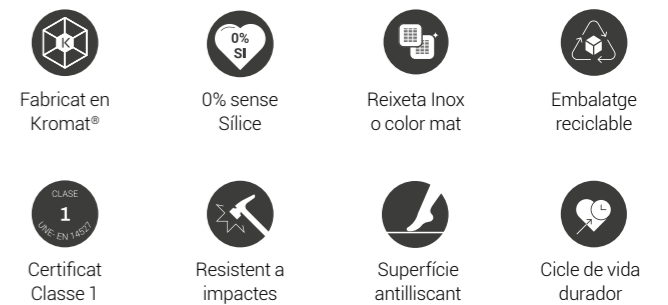 K
0%
SI
Fabricat en
Kromat®
0% sense
Sílice
Reixeta Inox
o color mat
Embalatge
reciclable
CLASE
1
UNE- EN 14527
Certificat
Classe 1
Resistent a
impactes
Superfície
antilliscant
Cicle de vida
durador